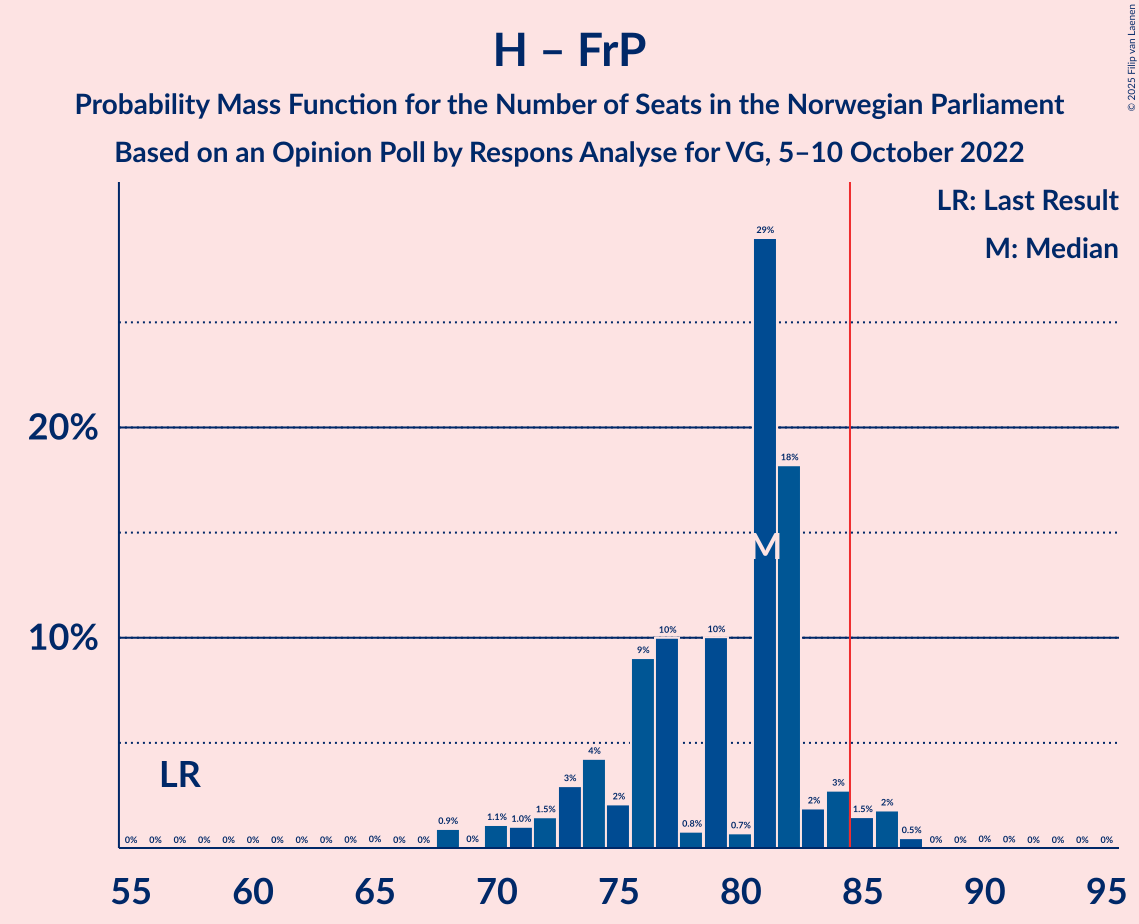 H – FrP
Probability Mass Function for the Number of Seats in the Norwegian Parliament
Based on an Opinion Poll by Respons Analyse for VG, 5–10 October 2022
© 2025 Filip van Laenen
LR: Last Result
M: Median
20%
10%
LR
M
0% 0% 0% 0% 0% 0% 0% 0% 0% 0% 0% 0% 0% 0.9% 0% 1.1% 1.0% 1.5% 3% 4% 2% 9% 10% 0.8% 10% 0.7% 29% 18% 2% 3% 1.5% 2% 0.5% 0% 0% 0% 0% 0% 0% 0% 0%
55 60 65 70 75 80 85 90 95